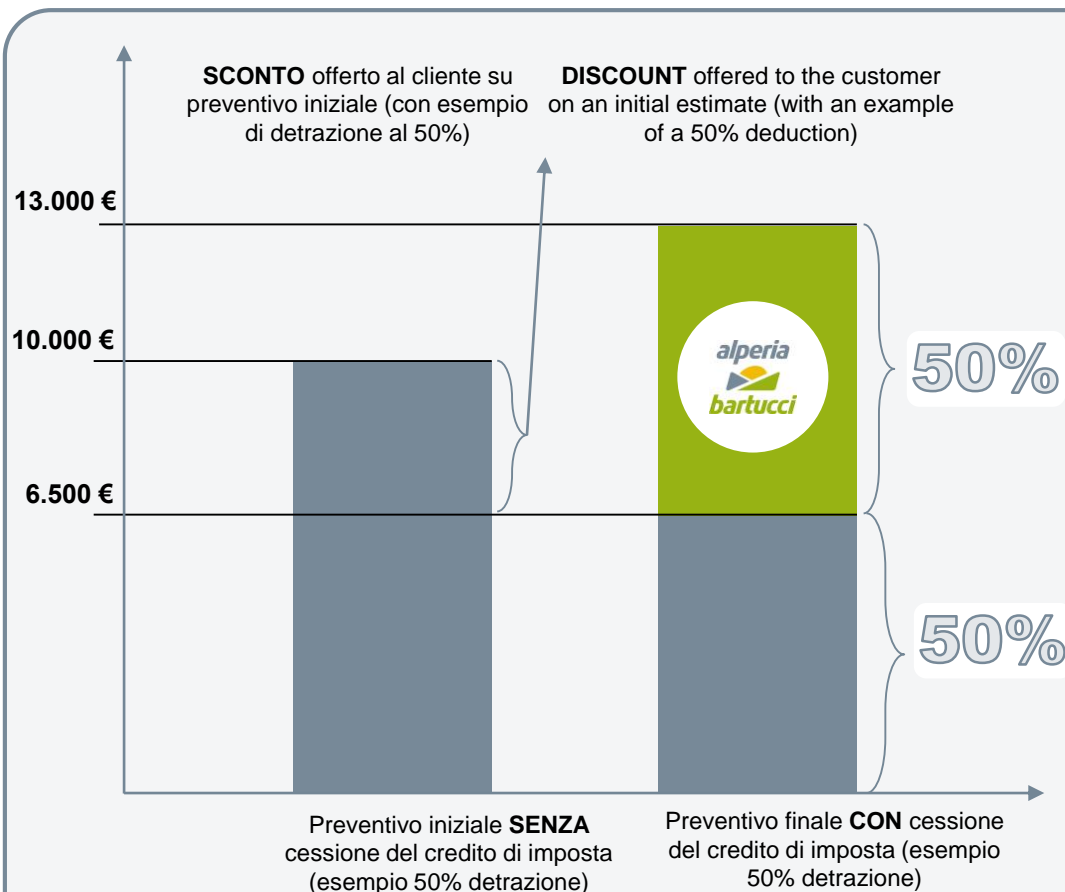 SCONTO offerto al cliente su
preventivo iniziale (con esempio
di detrazione al 50%)
DISCOUNT offered to the customer
on an initial estimate (with an example
of a 50% deduction)
13.000 €
10.000 €
6.500 €
alperia
bartucci
50%
50%
Preventivo iniziale SENZA
cessione del credito di imposta
(esempio 50% detrazione)
Preventivo finale CON cessione
del credito di imposta (esempio
50% detrazione)